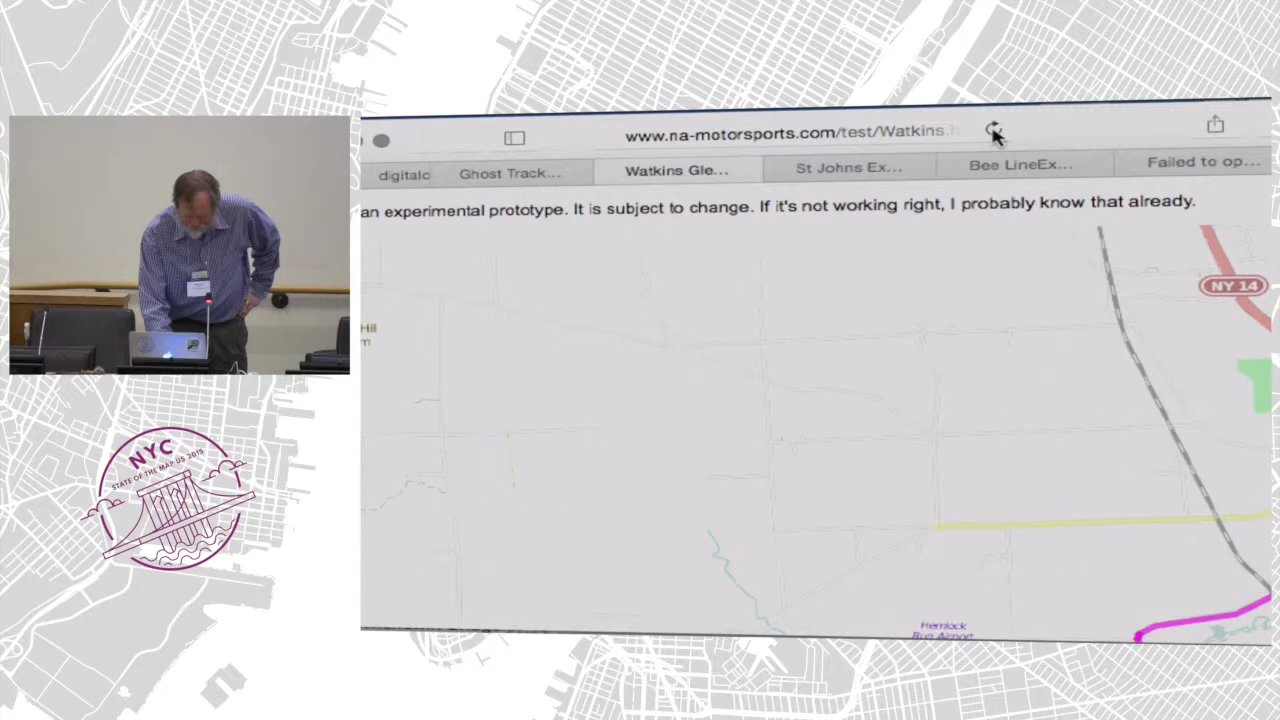 www.na-motorsports.com/test/Watkins.h
digitalc
Ghost Track...
Watkins Gle...
St Johns Ex...
Bee LineEx...
Failed to op...
an experimental prototype. It is subject to change. If it's not working right, I probably know that already.
NY 14
Hill
m
Hemlock
Run Airport
NYC
STATE OF THE MAP US 2015